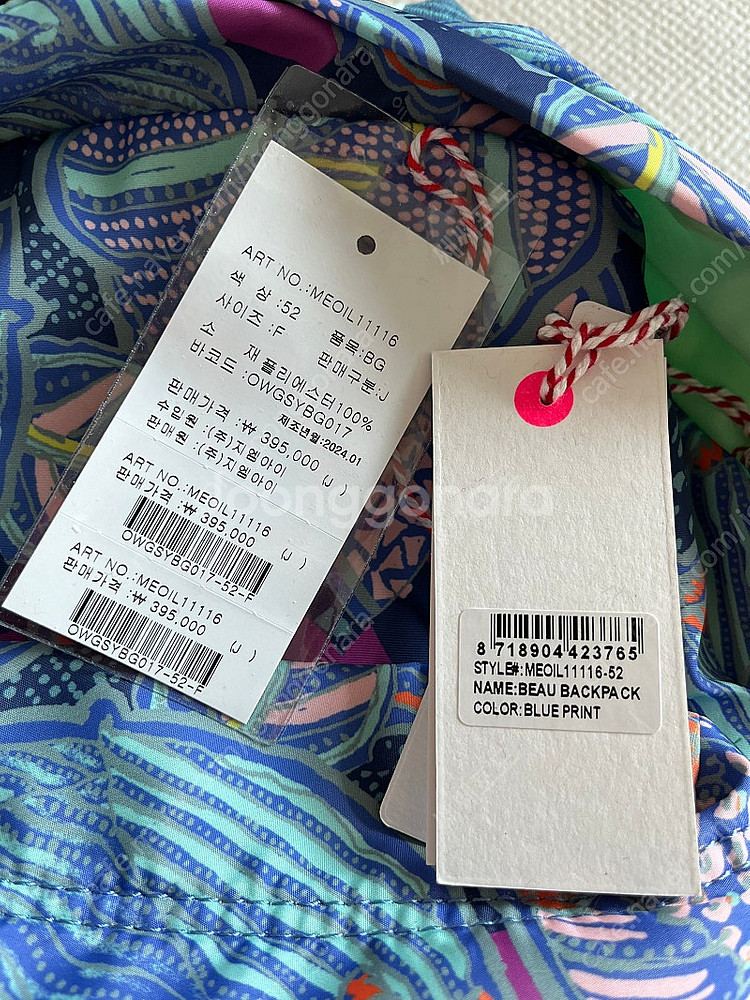 ART NO.:MEOIL11116
색 상 :52 품목:BG
사이즈 :F 판매구분:J
소 재 폴리에스터100%
바코드 :OWGSYBG017
제조년월:2024.01
판매가격 :₩ 395,000 (J)
수입원 :(주)지엠아이
판매원 :(주)지엠아이
ART NO.:MEOIL11116
판매가격 :₩ 395,000 (J)
OWGSYBG017-52-F
ART NO.:MEOIL11116
판매가격 :₩ 395,000 (J)
OWGSYBG017-52-F
8 718904 423765
STYLE#:MEOIL11116-52
NAME:BEAU BACKPACK
COLOR:BLUE PRINT
joonggonara